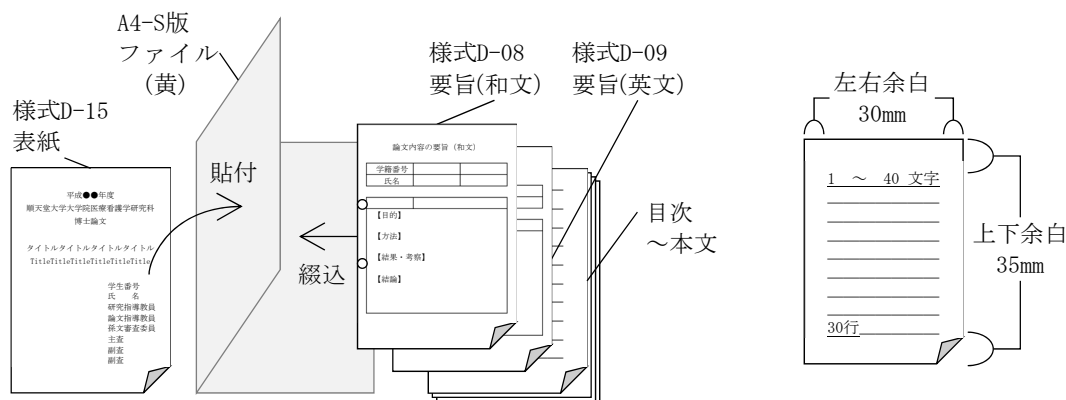 A4-S版
ファイル
(黄)
様式D-15
表紙
平成●●年度
順天堂大学大学院医療看護学研究科
博士論文
タイトルタイトルタイトルタイトル
TitleTitleTitleTitleTitle
学生番号
氏　名
研究指導教員
論文指導教員
孫文審査委員
主査
副査
副査
貼付
綴込
様式D-08
要旨(和文)
論文内容の要旨（和文）
学籍番号
氏名
【目的】
【方法】
【結果・考察】
【結論】
様式D-09
要旨(英文)
目次
～本文
左右余白
30mm
1　～　40 文字
30行
上下余白
35mm